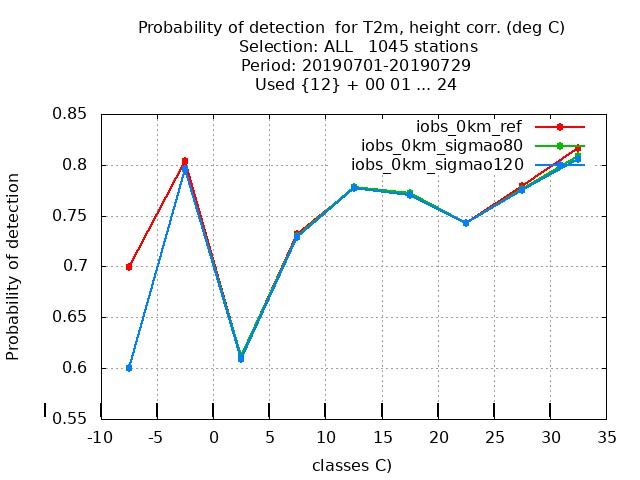 Probability of detection  for T2m, height corr. (deg C)
Selection: ALL   1045 stations
Period: 20190701-20190729
Used {12} + 00 01 ... 24
iobs_0km_ref
iobs_0km_sigmao80
iobs_0km_sigmao120
Probability of detection
0.85
0.8
0.75
0.7
0.65
0.6
0.55
-10 -5 0 5 10 15 20 25 30 35
classes C)